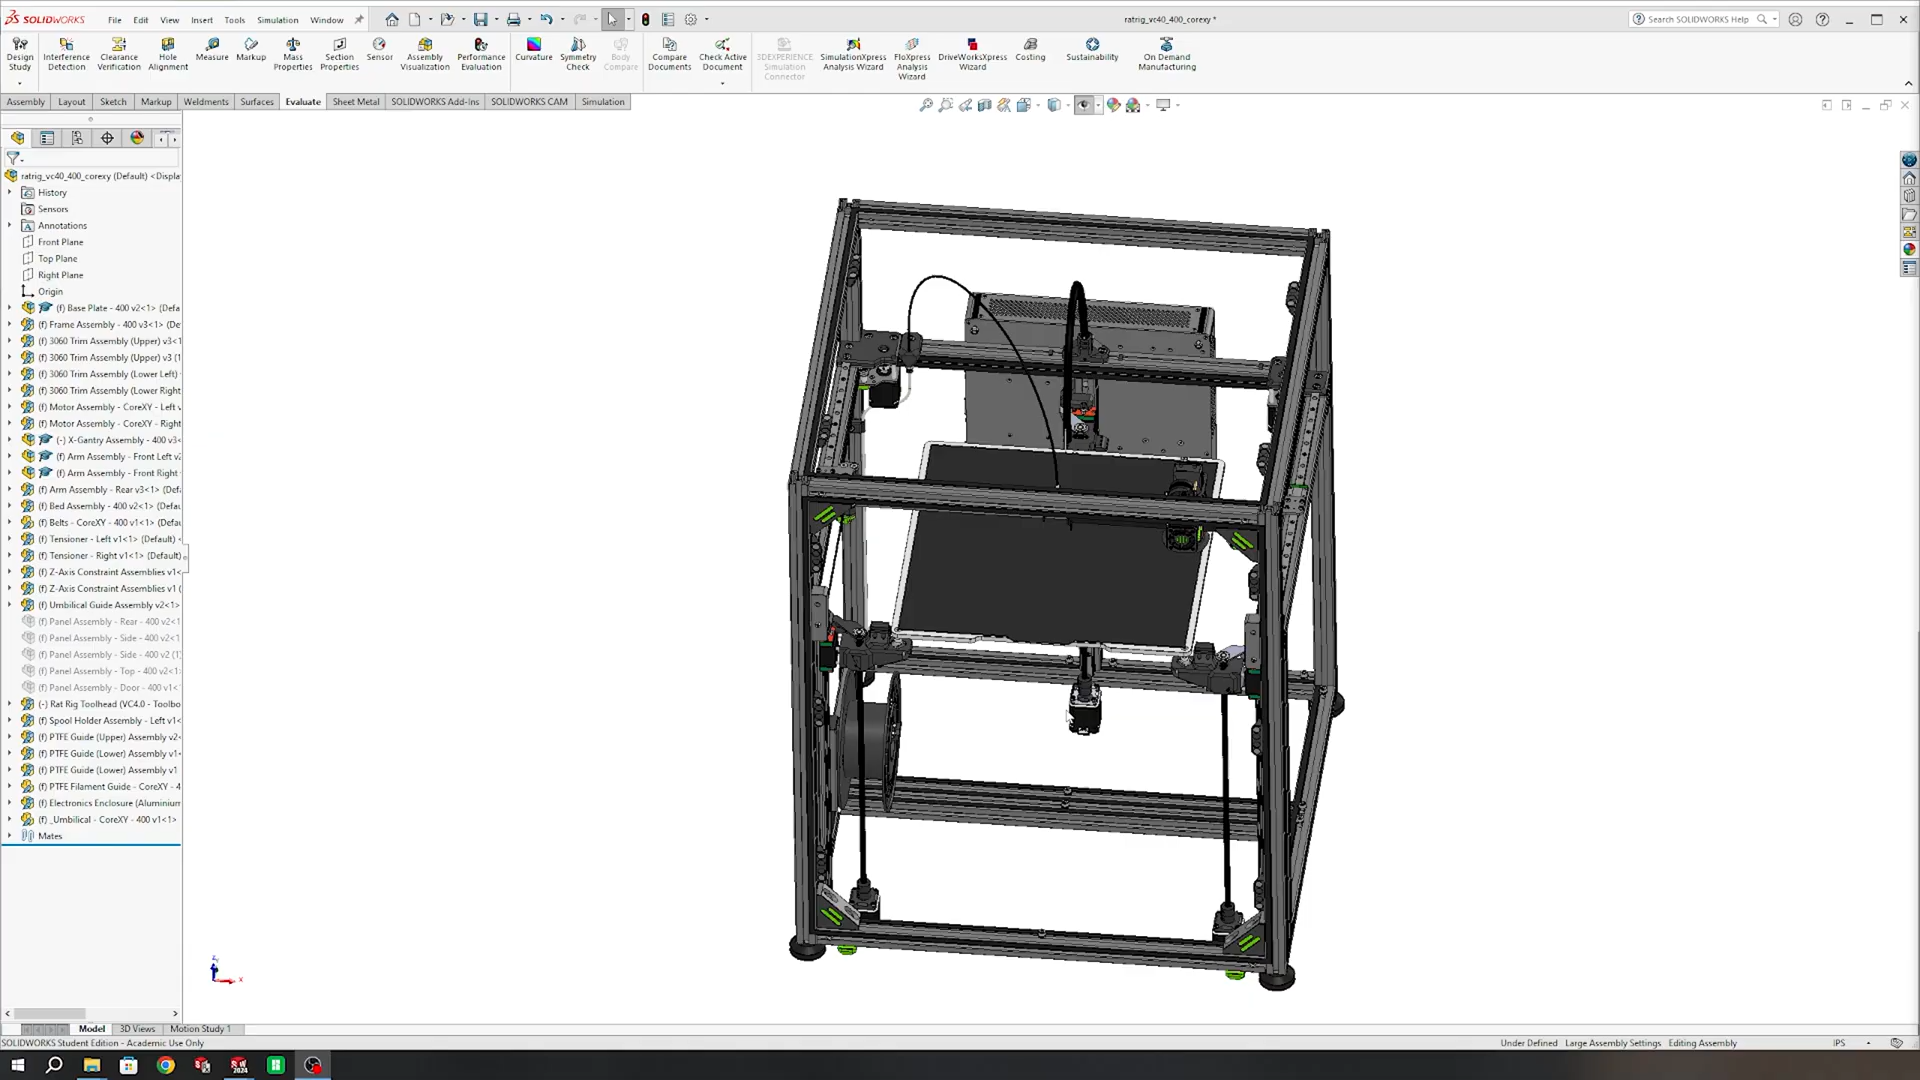 SOLIDWORKS File Edit View Insert Tools Simulation Window
ratrig_vc40_400_corexy *
Search SOLIDWORKS Help
Design Study
Interference Detection
Clearance Verification
Hole Alignment
Measure
Markup
Mass Properties
Section Properties
Sensor
Assembly Visualization
Performance Evaluation
Curvature
Symmetry Check
Body Compare
Compare Documents
Check Active Document
3DEXPERIENCE Simulation Connector
SimulationXpress Analysis Wizard
FloXpress Analysis Wizard
DriveWorksXpress Wizard
Costing
Sustainability
On Demand Manufacturing
Assembly Layout Sketch Markup Weldments Surfaces Evaluate Sheet Metal SOLIDWORKS Add-Ins SOLIDWORKS CAM Simulation
ratrig_vc40_400_corexy (Default) <Displa
History
Sensors
Annotations
Front Plane
Top Plane
Right Plane
Origin
(f) Base Plate - 400 v2<1> (Defa
(f) Frame Assembly - 400 v3<1> (De
(f) 3060 Trim Assembly (Upper) v3<1
(f) 3060 Trim Assembly (Upper) v3 (1
(f) 3060 Trim Assembly (Lower Left)
(f) 3060 Trim Assembly (Lower Right
(f) Motor Assembly - CoreXY - Left v
(f) Motor Assembly - CoreXY - Right
(-) X-Gantry Assembly - 400 v3<
(f) Arm Assembly - Front Left v2
(f) Arm Assembly - Front Right
(f) Arm Assembly - Rear v3<1> (Defa
(f) Bed Assembly - 400 v2<1> (Defau
(f) Belts - CoreXY - 400 v1<1> (Defau
(f) Tensioner - Left v1<1> (Default) <
(f) Tensioner - Right v1<1> (Default)
(f) Z-Axis Constraint Assemblies v1<
(f) Z-Axis Constraint Assemblies v1 (
(f) Umbilical Guide Assembly v2<1>
(f) Panel Assembly - Rear - 400 v2<1
(f) Panel Assembly - Side - 400 v2<1
(f) Panel Assembly - Side - 400 v2 (1)
(f) Panel Assembly - Top - 400 v2<1>
(f) Panel Assembly - Door - 400 v1<1
(-) Rat Rig Toolhead (VC4.0 - Toolbo
(f) Spool Holder Assembly - Left v1<
(f) PTFE Guide (Upper) Assembly v2<
(f) PTFE Guide (Lower) Assembly v1<
(f) PTFE Guide (Lower) Assembly v1
(f) PTFE Filament Guide - CoreXY - 4
(f) Electronics Enclosure (Aluminium
(f) _Umbilical - CoreXY - 400 v1<1>
Mates
Z
X
Model 3D Views Motion Study 1
SOLIDWORKS Student Edition - Academic Use Only
Under Defined Large Assembly Settings Editing Assembly IPS